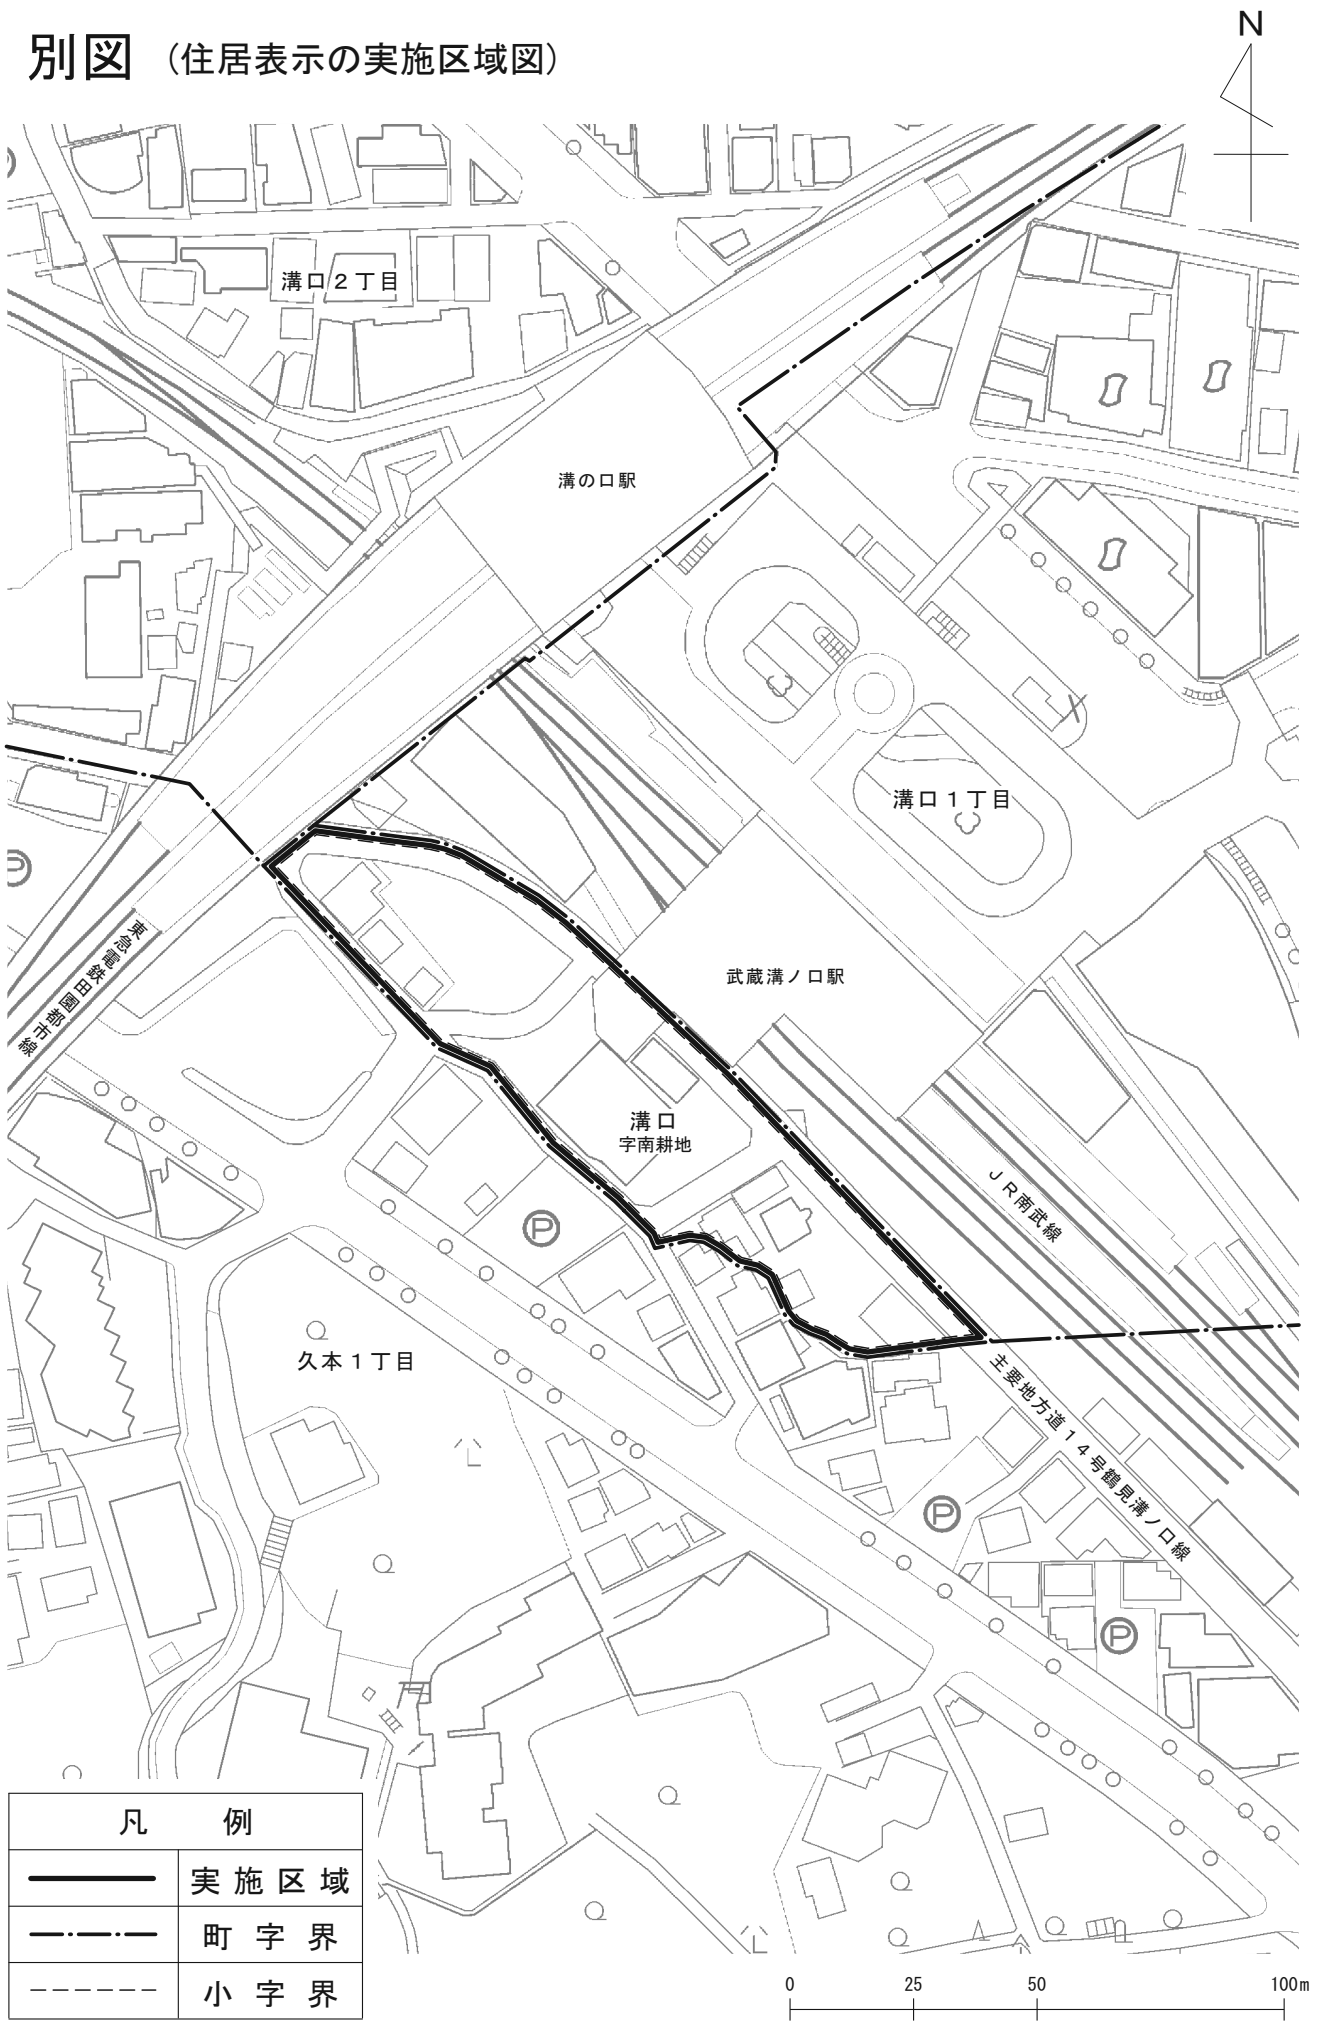 別図（住居表示の実施区域図）
N
溝口２丁目
溝の口駅
溝口１丁目
武蔵溝ノ口駅
東急電鉄田園都市線
溝口
字南耕地
ＪＲ南武線
P
P
久本１丁目
主要地方道１４号鶴見溝ノ口線
P
P
凡例
実施区域
町字界
小字界
0 25 50 100m